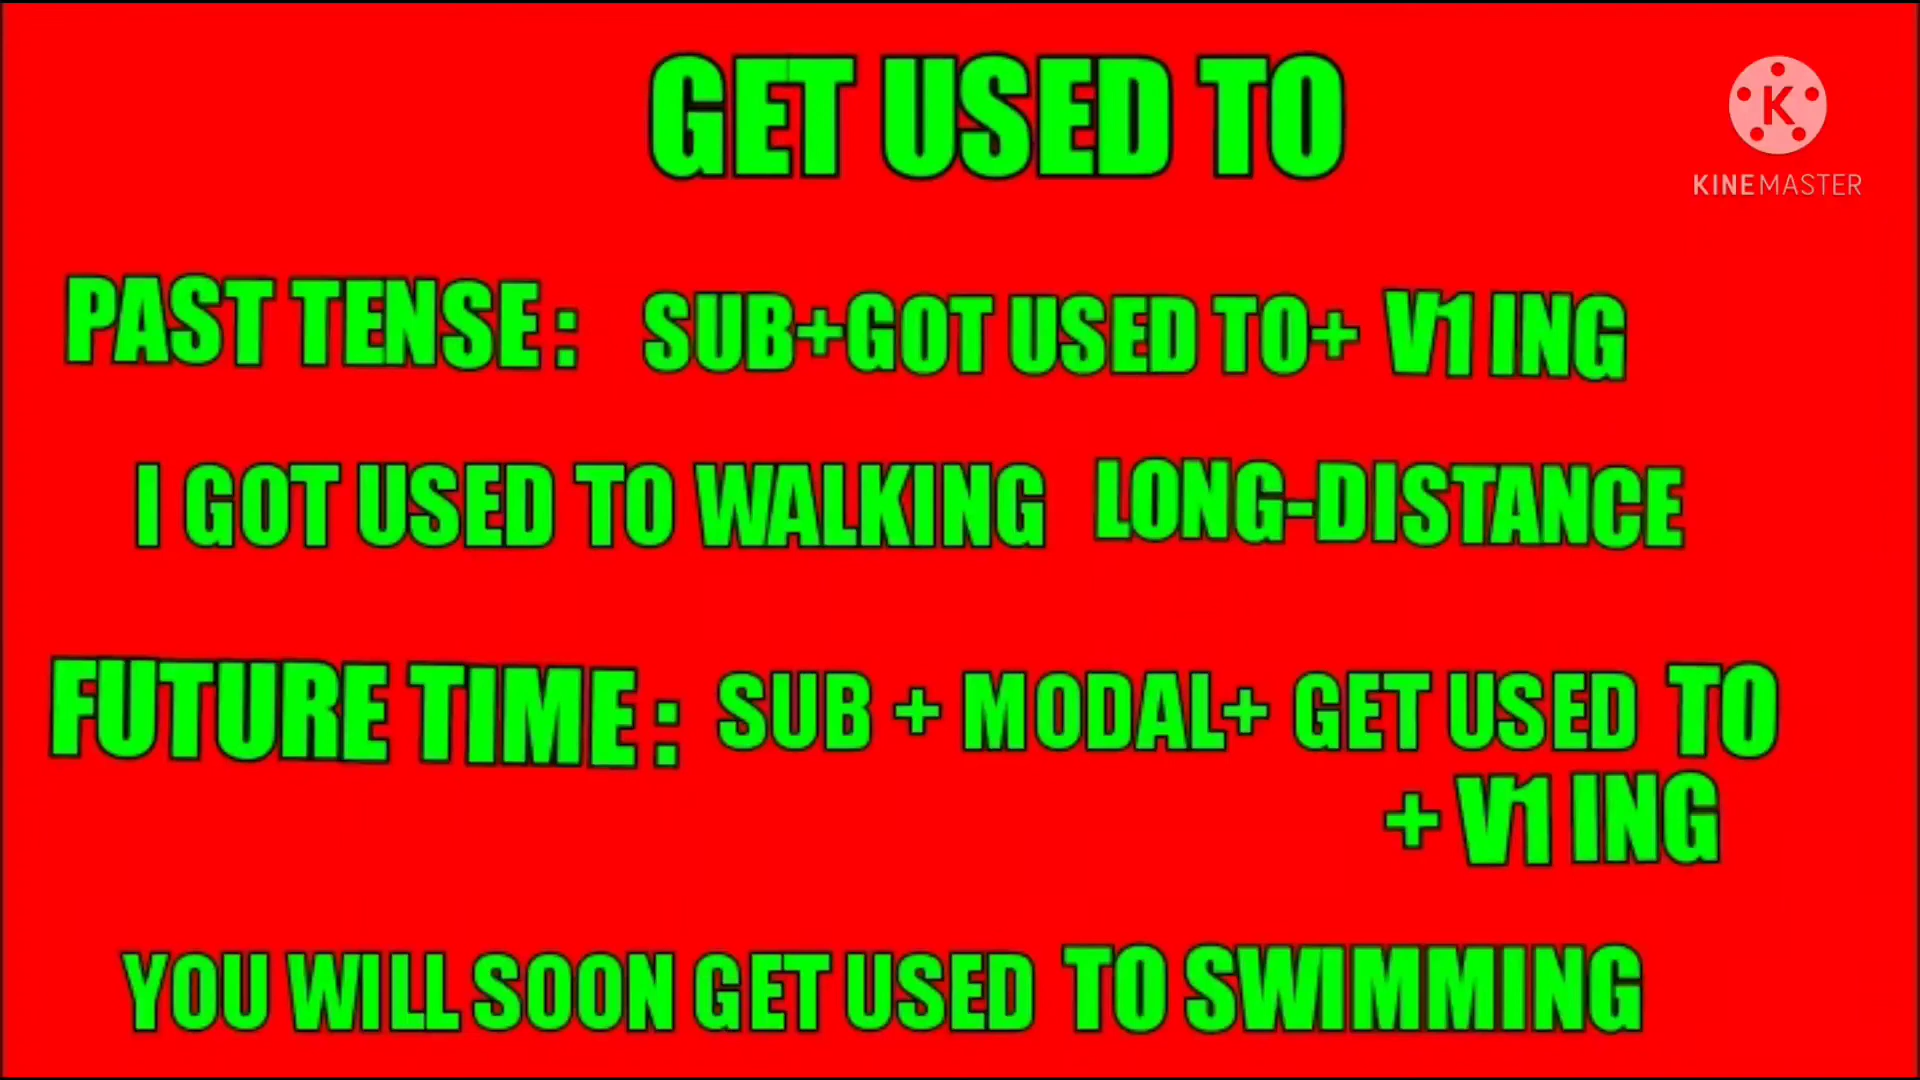 GET USED TO
K
KINEMASTER
PAST TENSE : SUB+GOT USED TO+ V1 ING
I GOT USED TO WALKING LONG-DISTANCE
FUTURE TIME : SUB + MODAL+ GET USED TO
+ V1 ING
YOU WILL SOON GET USED TO SWIMMING